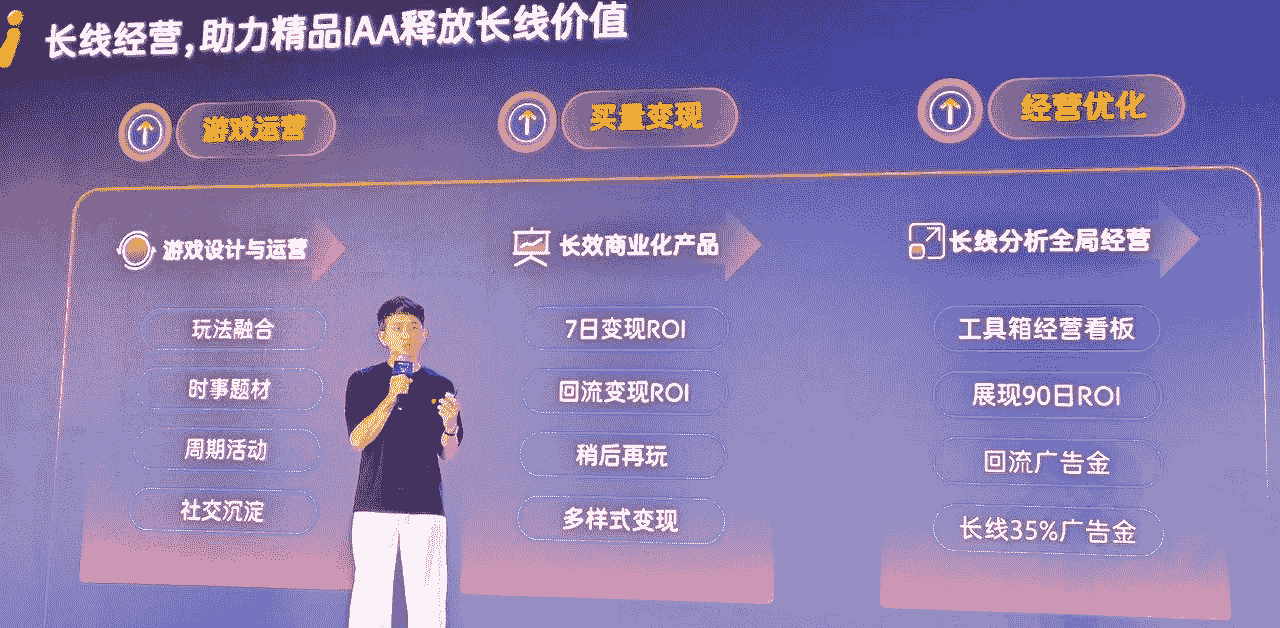 长线经营,助力精品IAA释放长线价值
游戏运营
买量变现
经营优化
游戏设计与运营
长效商业化产品
长线分析全局经营
玩法融合
7日变现ROI
工具箱经营看板
时事题材
回流变现ROI
展现90日ROI
周期活动
稍后再玩
回流广告金
社交沉淀
多样式变现
长线35%广告金